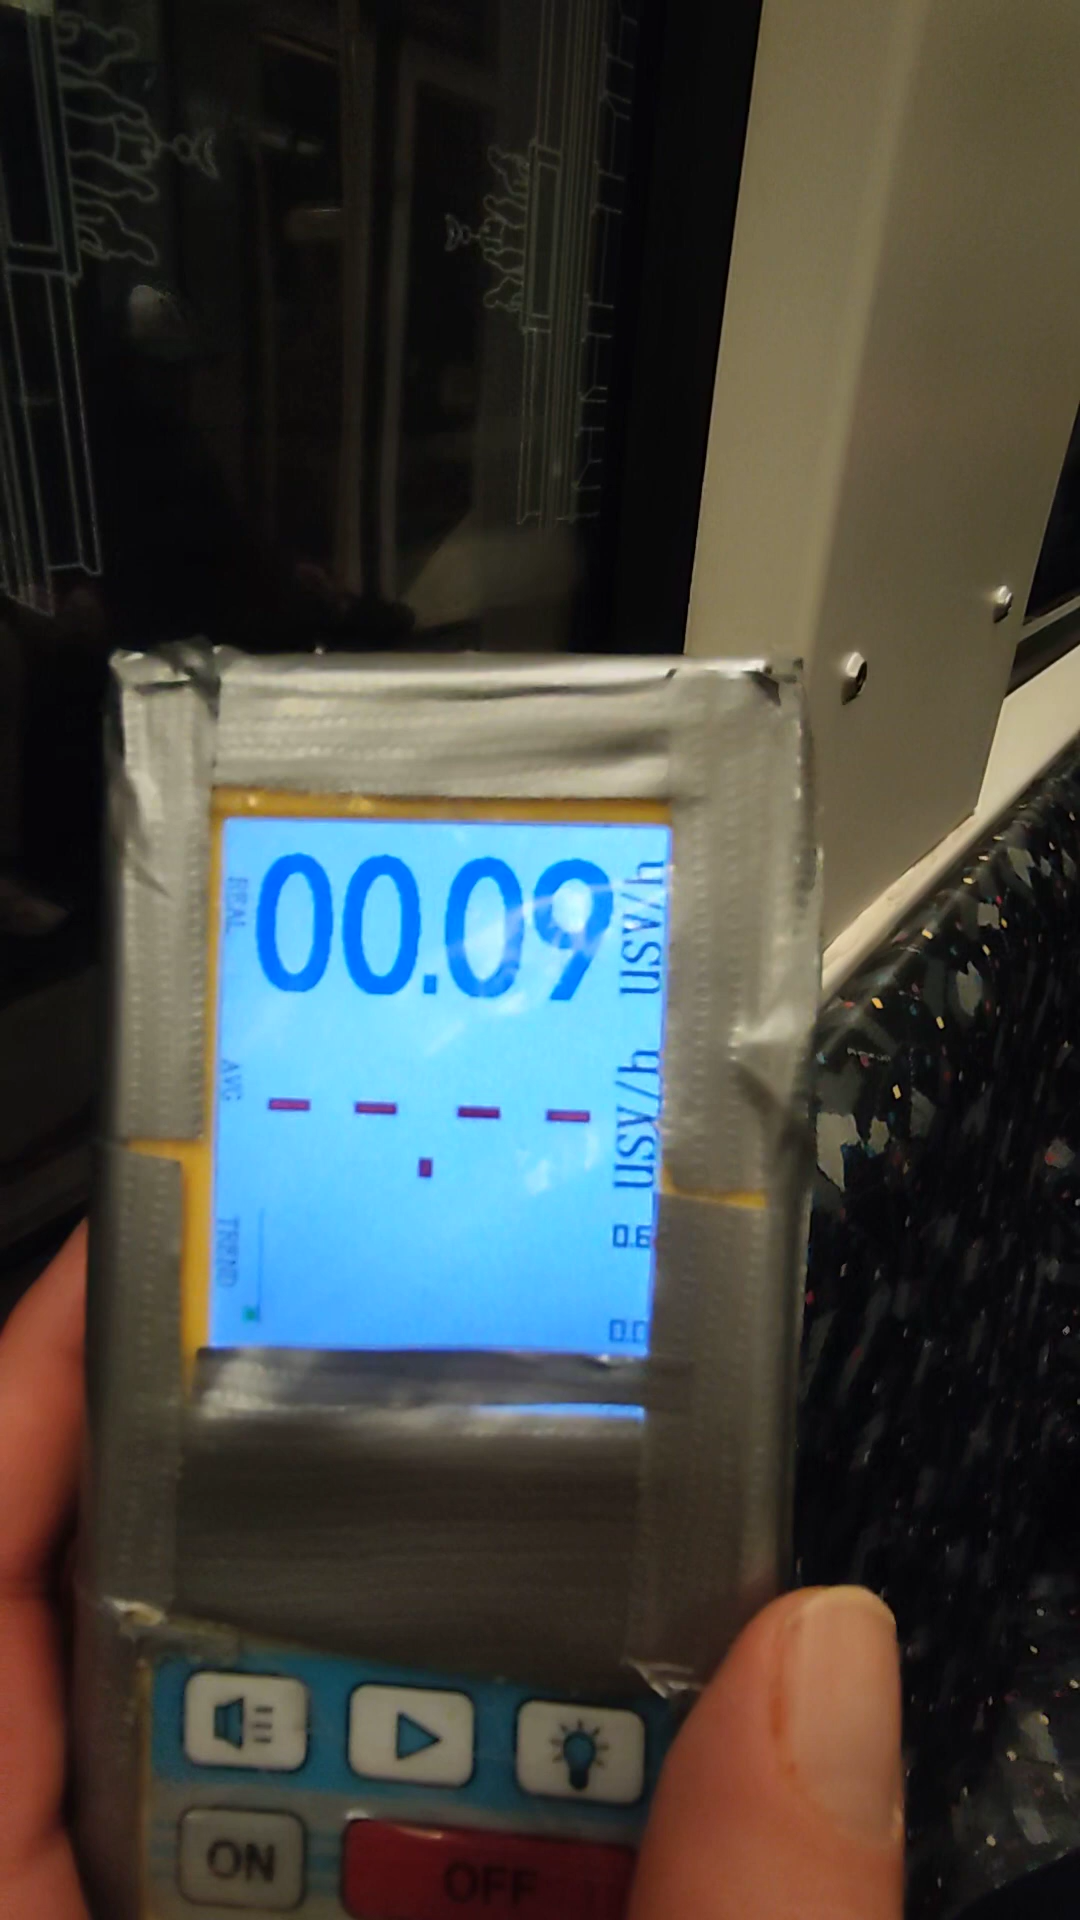 REAL
00.09
usv/h
AVG
--.--
usv/h
TREND
0.6
0.0
ON
OFF